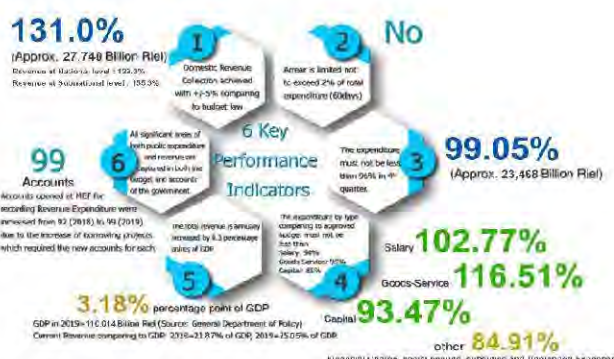 131.0%
(Approx. 27,748 Billion Riel)
Revenue at National level :
Revenue at Subnational level :
1
Domestic Revenue
Collection achieved
with +/-5% comparing
to budget law
2
Arrear is limited not
to exceed 2% of total
expenditure (60days)
No
6 Key
Performance
Indicators
3
The expenditure
must not be less
than 95% in 4th
quarter.
99.05%
(Approx. 23,468 Billion Riel)
99
Accounts
Accounts opened at MEF for
recording Revenue Expenditure were
increased from 92 (2018) to 99 (2019)
due to the increase of borrowing projects
which required the new accounts for each
6
All significant areas of
both public expenditure
and revenue are
displayed in both the
budget and accounts
of the government.
5
The total revenue is annually
increased by 0.3 percentage
points of GDP
3.18% percentage point of GDP
GDP in 2019=110,014 Billion Riel (Source: General Department of Policy)
Current Revenue comparing to GDP: 2018=21.87% of GDP, 2019=25.05% of GDP
4
The expenditure by type
comparing to approved
budget must not be
less than:
Salary: 98%
Goods Service: 95%
Capital: 85%
Salary 102.77%
Goods-Service 116.51%
Capital 93.47%
other 84.91%